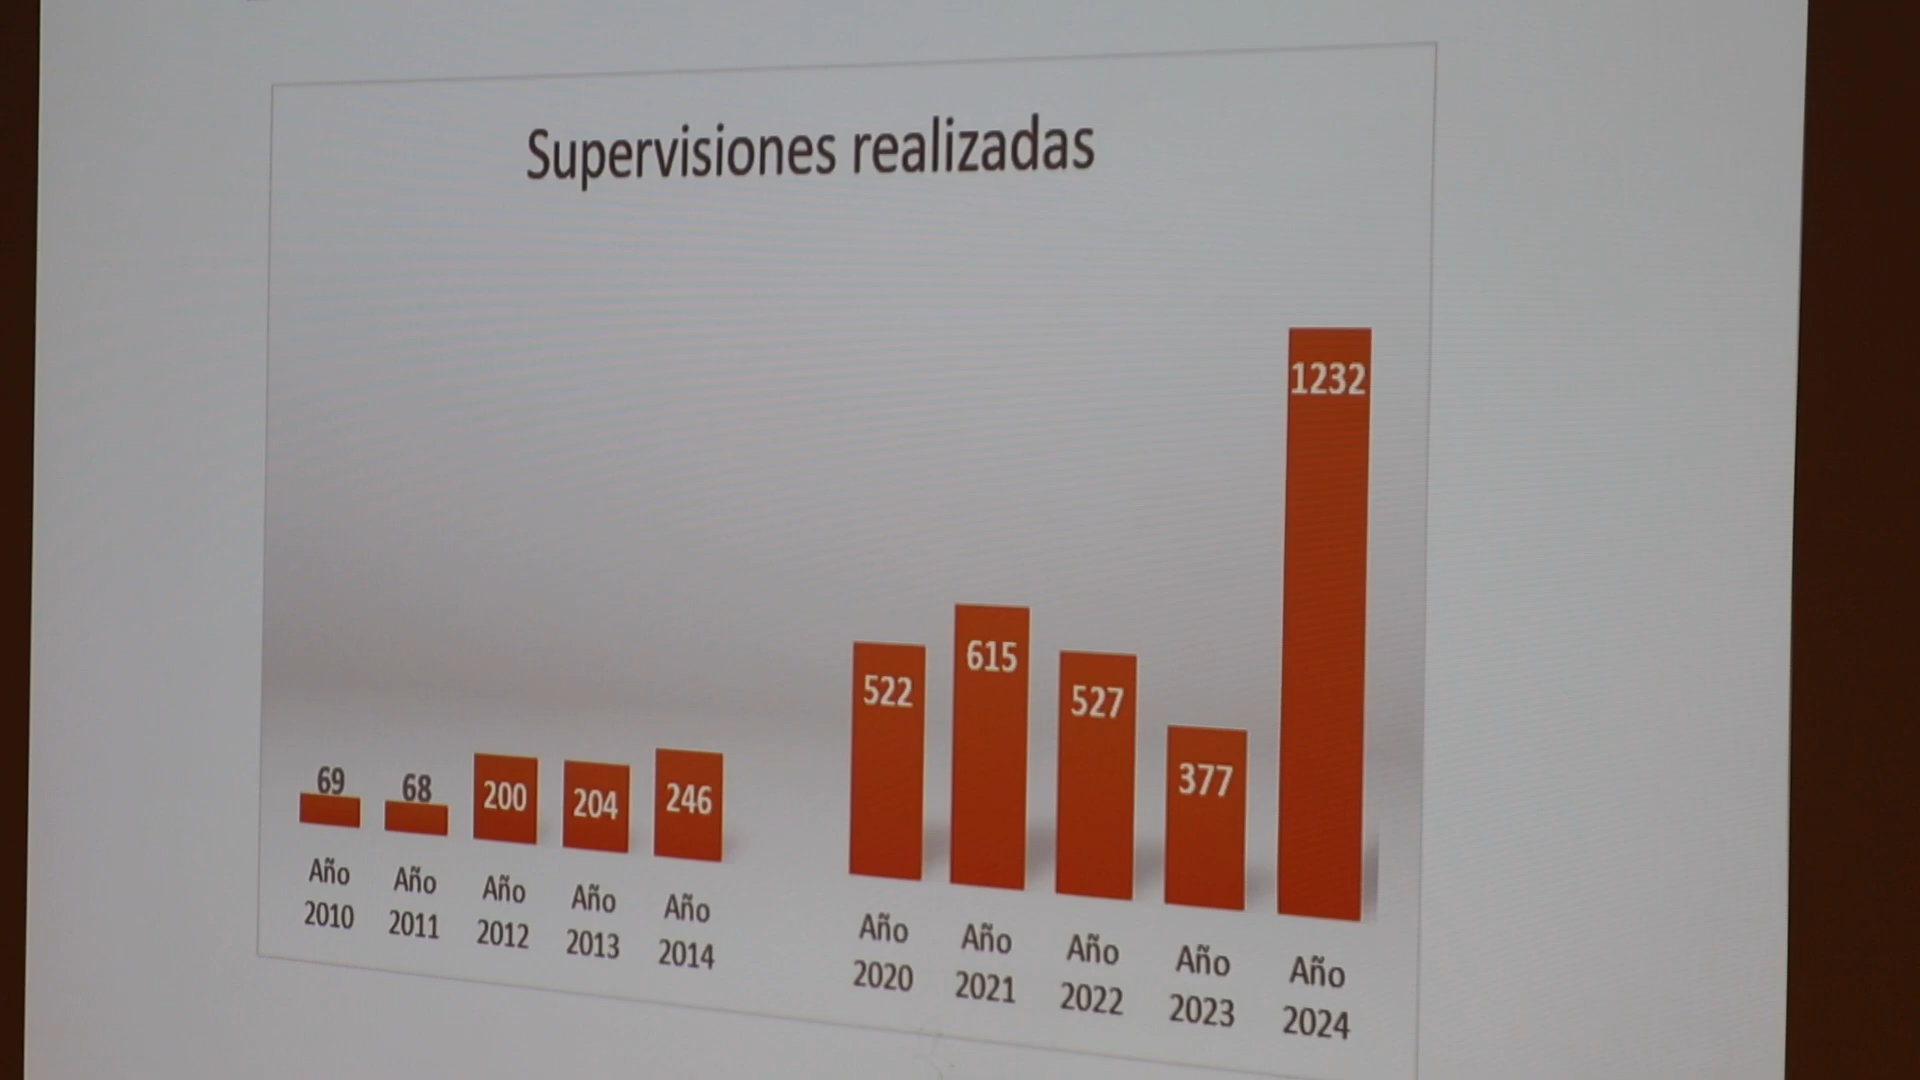 Supervisiones realizadas
69
68
200
204
246
522
615
527
377
1232
Año
2010
Año
2011
Año
2012
Año
2013
Año
2014
Año
2020
Año
2021
Año
2022
Año
2023
Año
2024